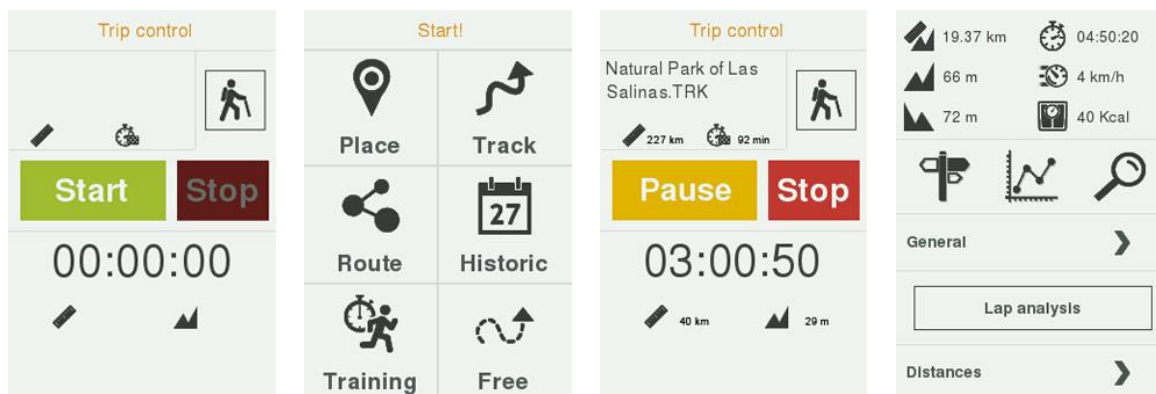 Trip control
Start
Stop
00:00:00
Start!
Place
Track
Route
27
Historic
Training
Free
Trip control
Natural Park of Las
Salinas.TRK
227 km
92 min
Pause
Stop
03:00:50
40 km
29 m
19.37 km
04:50:20
66 m
4 km/h
72 m
40 Kcal
General
Lap analysis
Distances